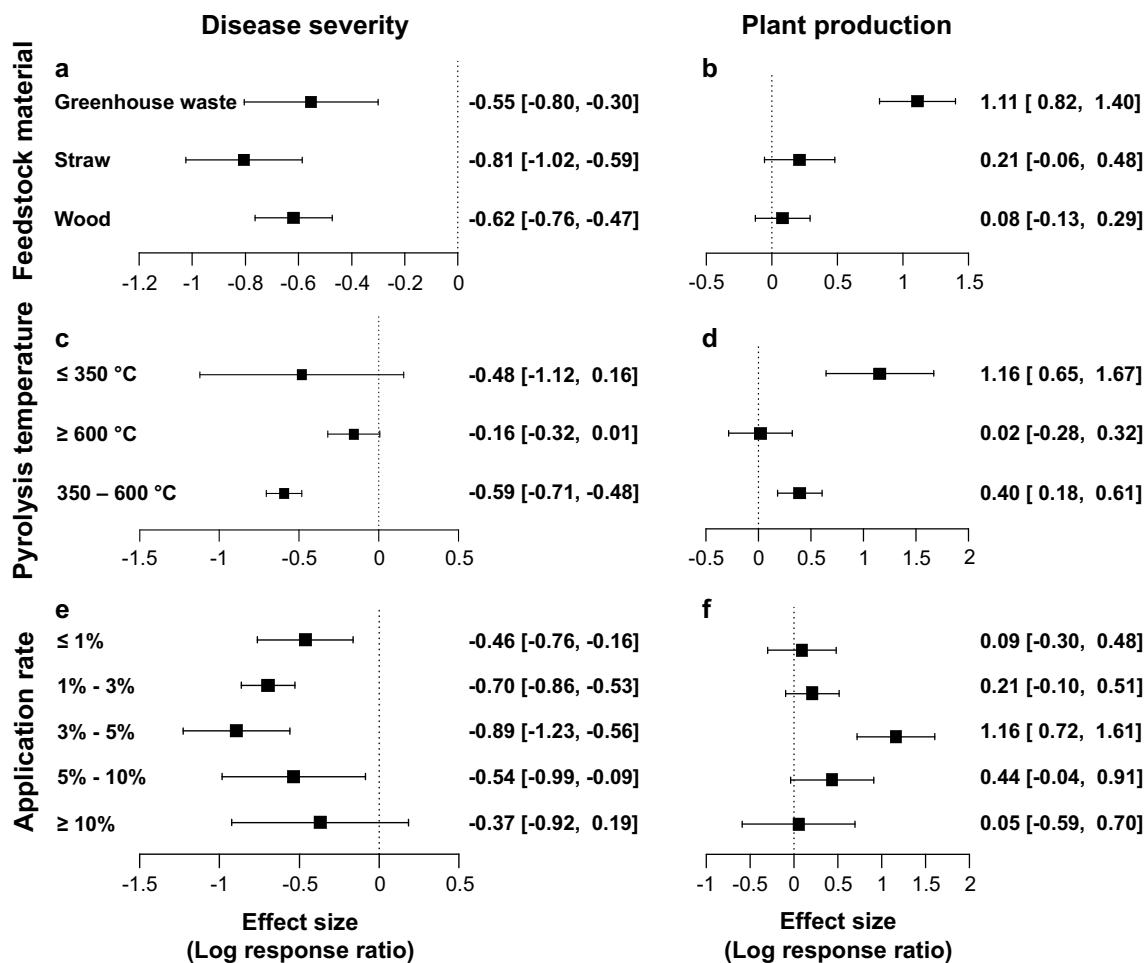 Disease severity
Plant production
Feedstock material
a
Greenhouse waste
-0.55 [-0.80, -0.30]
Straw
-0.81 [-1.02, -0.59]
Wood
-0.62 [-0.76, -0.47]
-1.2 -1 -0.8 -0.6 -0.4 -0.2 0
b
1.11 [ 0.82, 1.40]
0.21 [-0.06, 0.48]
0.08 [-0.13, 0.29]
-0.5 0 0.5 1 1.5
Pyrolysis temperature
c
≤ 350 °C
-0.48 [-1.12, 0.16]
≥ 600 °C
-0.16 [-0.32, 0.01]
350 – 600 °C
-0.59 [-0.71, -0.48]
-1.5 -1 -0.5 0 0.5
d
1.16 [ 0.65, 1.67]
0.02 [-0.28, 0.32]
0.40 [ 0.18, 0.61]
-0.5 0 0.5 1 1.5 2
Application rate
e
≤ 1%
-0.46 [-0.76, -0.16]
1% - 3%
-0.70 [-0.86, -0.53]
3% - 5%
-0.89 [-1.23, -0.56]
5% - 10%
-0.54 [-0.99, -0.09]
≥ 10%
-0.37 [-0.92, 0.19]
-1.5 -1 -0.5 0 0.5
Effect size
(Log response ratio)
f
0.09 [-0.30, 0.48]
0.21 [-0.10, 0.51]
1.16 [ 0.72, 1.61]
0.44 [-0.04, 0.91]
0.05 [-0.59, 0.70]
-1 -0.5 0 0.5 1 1.5 2
Effect size
(Log response ratio)